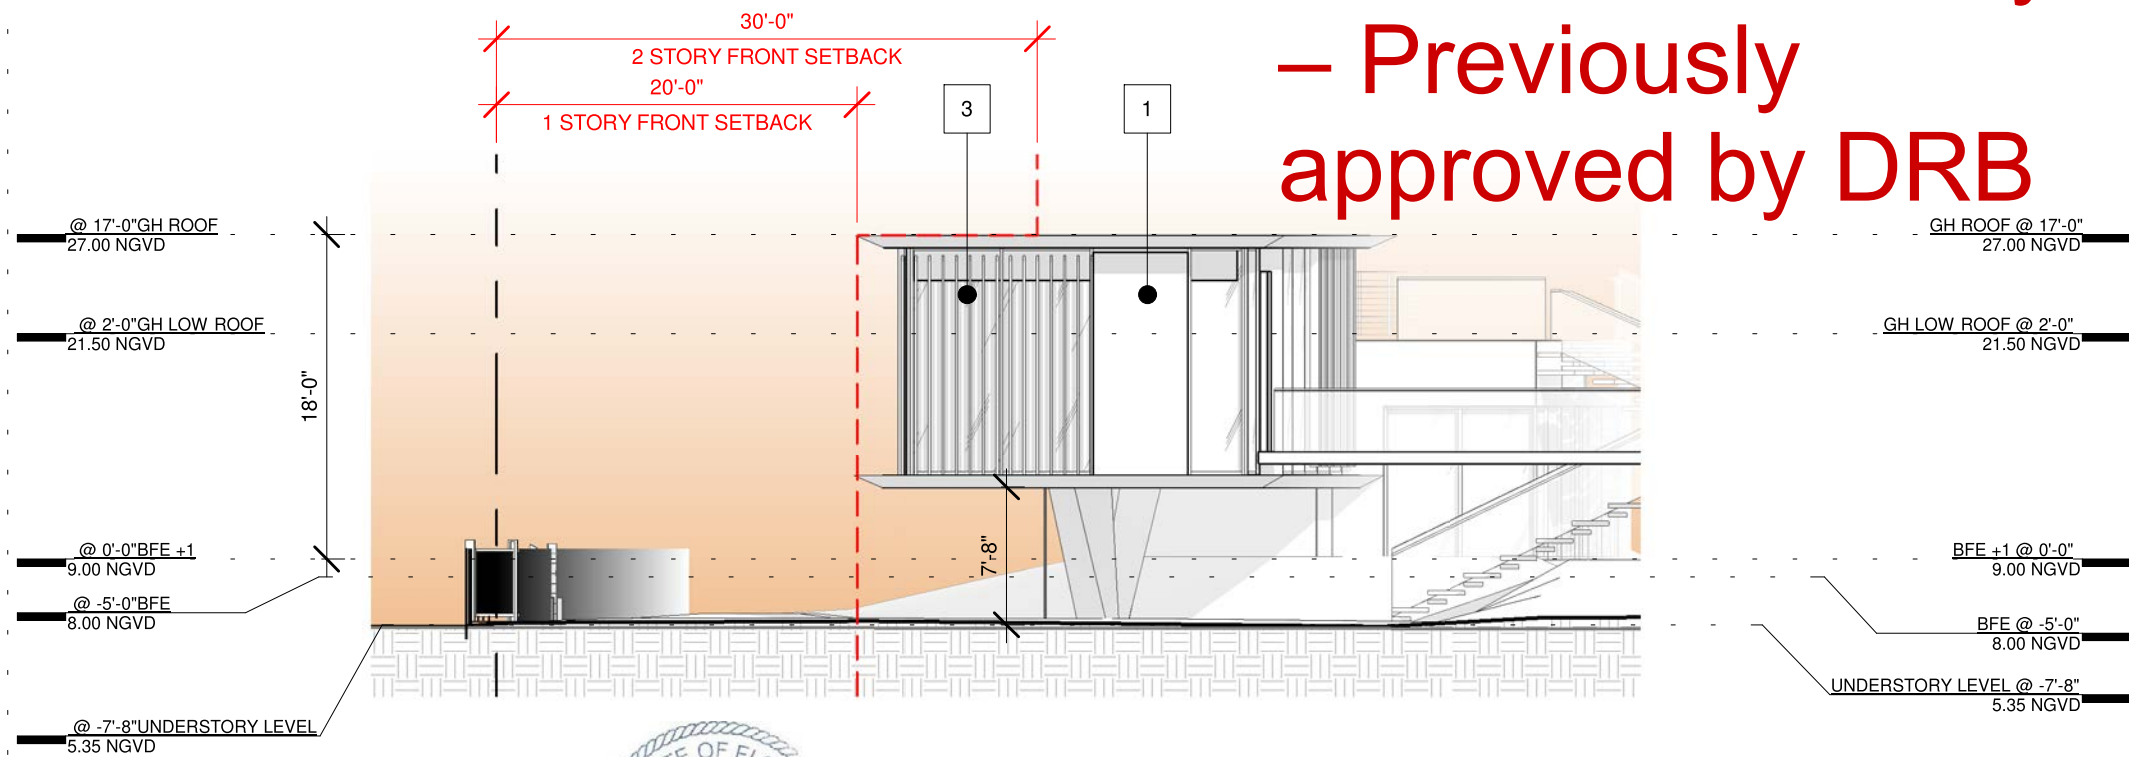 30'-0"
2 STORY FRONT SETBACK
20'-0"
1 STORY FRONT SETBACK
3
1
– Previously
approved by DRB
@ 17'-0"GH ROOF
27.00 NGVD
@ 2'-0"GH LOW ROOF
21.50 NGVD
18'-0"
@ 0'-0"BFE +1
9.00 NGVD
@ -5'-0"BFE
8.00 NGVD
@ -7'-8"UNDERSTORY LEVEL
5.35 NGVD
7'-8"
GH ROOF @ 17'-0"
27.00 NGVD
GH LOW ROOF @ 2'-0"
21.50 NGVD
BFE +1 @ 0'-0"
9.00 NGVD
BFE @ -5'-0"
8.00 NGVD
UNDERSTORY LEVEL @ -7'-8"
5.35 NGVD
OF